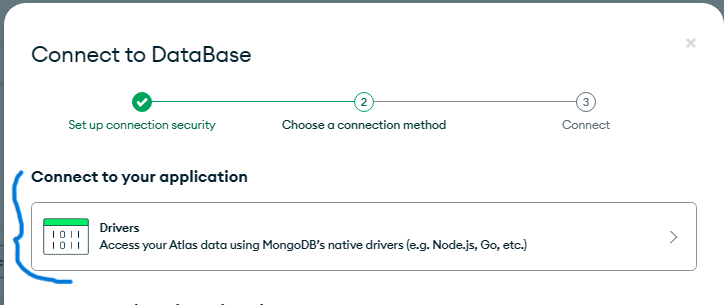 Connect to DataBase
2
3
Set up connection security
Choose a connection method
Connect
Connect to your application
1011
1011
Drivers
Access your Atlas data using MongoDB's native drivers (e.g. Node.js, Go, etc.)